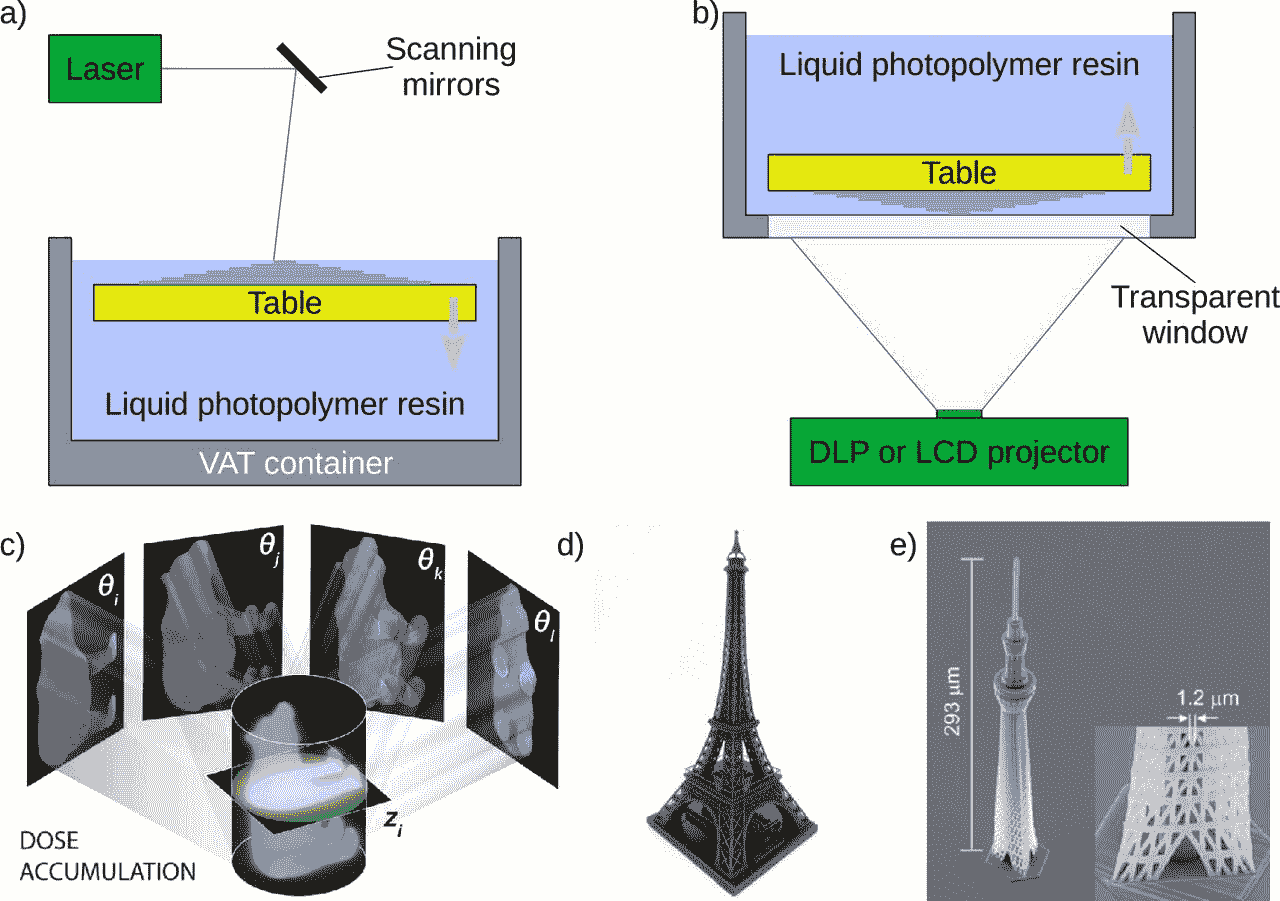 a)
Laser
Scanning
mirrors
Table
Liquid photopolymer resin
VAT container
b)
Liquid photopolymer resin
Table
Transparent
window
DLP or LCD projector
c)
θi
θj
θk
θl
zi
DOSE
ACCUMULATION
d)
e)
293 μm
1.2 μm